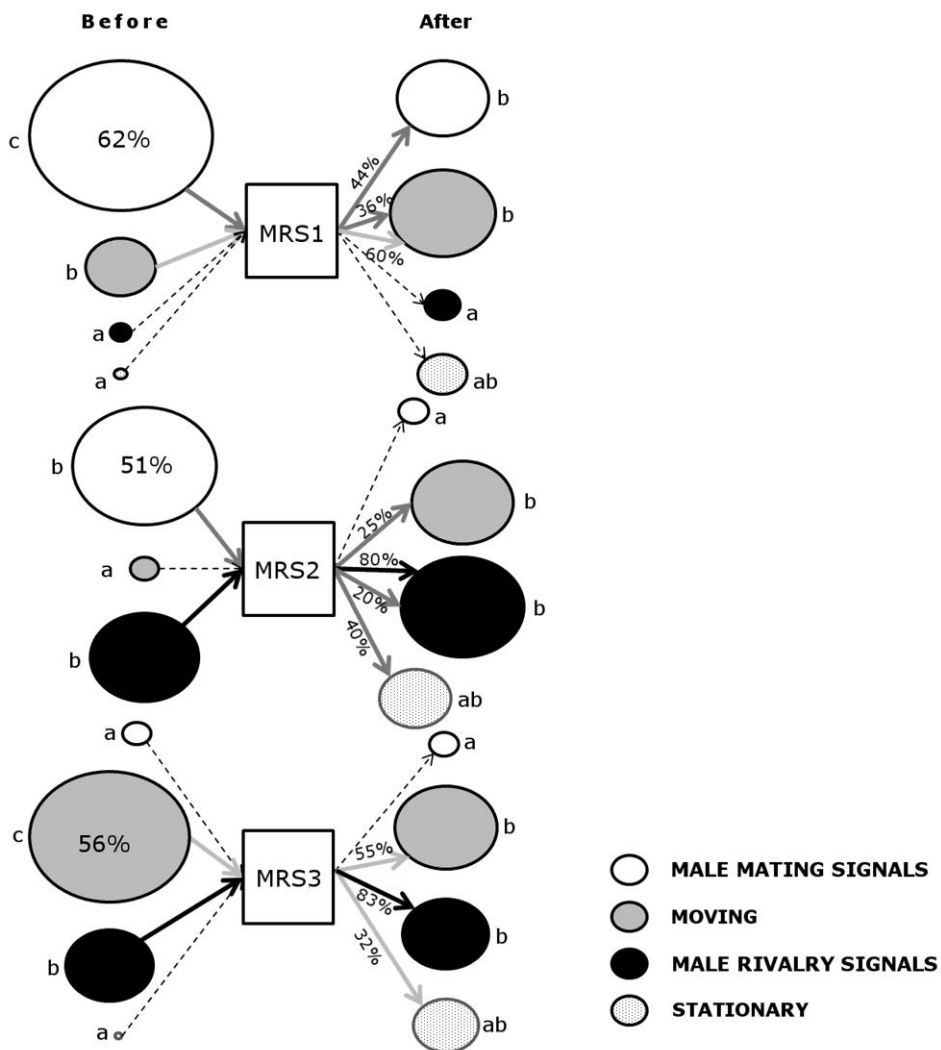 Before After
b
c 62%
44%
MRS1
36%
b
60%
b
a
a
a
ab
a
b 51%
b
25%
a
MRS2
80%
20%
b
40%
b
ab
a
a
c 56%
b
55%
MRS3
83%
MALE MATING SIGNALS
32%
MOVING
b
b
MALE RIVALRY SIGNALS
STATIONARY
a
ab